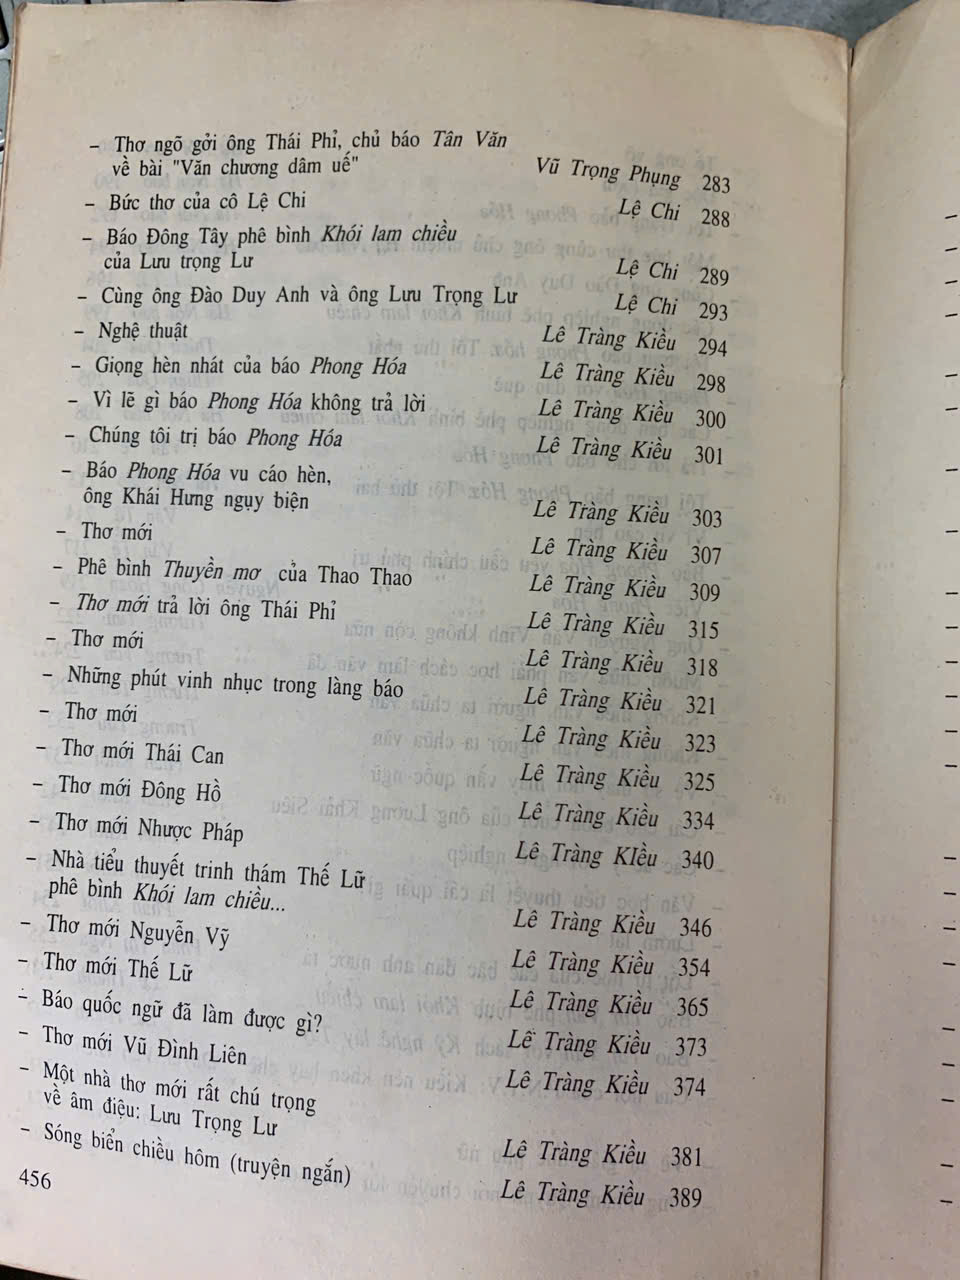 – Thơ ngõ gởi ông Thái Phỉ, chủ báo Tân Văn
về bài "Văn chương dâm uế" Vũ Trọng Phụng 283
– Bức thơ của cô Lệ Chi Lệ Chi 288
– Báo Đông Tây phê bình Khói lam chiều
của Lưu trọng Lư Lệ Chi 289
– Cùng ông Đào Duy Anh và ông Lưu Trọng Lư Lệ Chi 293
– Nghệ thuật Lê Tràng Kiều 294
– Giọng hèn nhát của báo Phong Hóa Lê Tràng Kiều 298
– Vì lẽ gì báo Phong Hóa không trả lời Lê Tràng Kiều 300
– Chúng tôi trị báo Phong Hóa Lê Tràng Kiều 301
– Báo Phong Hóa vu cáo hèn,
ông Khái Hưng ngụy biện Lê Tràng Kiều 303
– Thơ mới Lê Tràng Kiều 307
– Phê bình Thuyền mơ của Thao Thao Lê Tràng Kiều 309
– Thơ mới trả lời ông Thái Phỉ Lê Tràng Kiều 315
– Thơ mới Lê Tràng Kiều 318
– Những phút vinh nhục trong làng báo Lê Tràng Kiều 321
– Thơ mới Lê Tràng Kiều 323
– Thơ mới Thái Can Lê Tràng Kiều 325
– Thơ mới Đông Hồ Lê Tràng Kiều 334
– Thơ mới Nhược Pháp Lê Tràng KIều 340
– Nhà tiểu thuyết trinh thám Thế Lữ
phê bình Khói lam chiều... Lê Tràng Kiều 346
– Thơ mới Nguyễn Vỹ Lê Tràng Kiều 354
– Thơ mới Thế Lữ Lê Tràng Kiều 365
– Báo quốc ngữ đã làm được gì? Lê Tràng Kiều 373
– Thơ mới Vũ Đình Liên Lê Tràng Kiều 374
– Một nhà thơ mới rất chú trọng
về âm điệu: Lưu Trọng Lư Lê Tràng Kiều 381
– Sóng biển chiều hôm (truyện ngắn) Lê Tràng Kiều 389
456